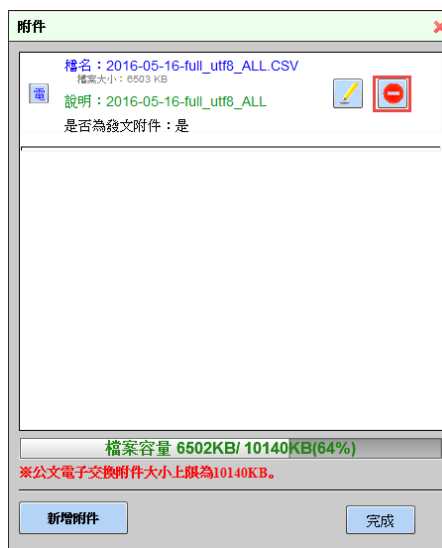 附件
檔名：2016-05-16-full_utf8_ALL.CSV
檔案大小：6503 KB
電
說明：2016-05-16-full_utf8_ALL
是否為發文附件：是
檔案容量 6502KB/ 10140KB(64%)
※公文電子交換附件大小上限為10140KB。
新增附件
完成